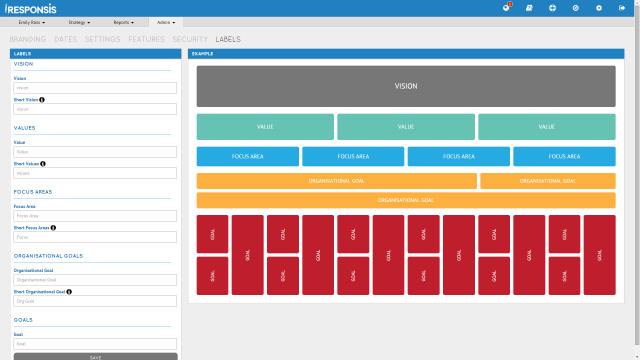 iRESPONSIS
Emily Ross
Strategy
Reports
Admin
BRANDING DATES SETTINGS FEATURES SECURITY LABELS
LABELS
VISION
Vision
vision
Short Vision
vision
VALUES
Value
Value
Short Values
values
FOCUS AREAS
Focus Area
Focus Area
Short Focus Areas
Focus
ORGANISATIONAL GOALS
Organisational Goal
Organisational Goal
Short Organisational Goal
Org Goal
GOALS
Goal
Goal
SAVE
EXAMPLE
VISION
VALUE VALUE VALUE
FOCUS AREA FOCUS AREA FOCUS AREA FOCUS AREA
ORGANISATIONAL GOAL ORGANISATIONAL GOAL
ORGANISATIONAL GOAL
GOAL GOAL GOAL GOAL GOAL GOAL
GOAL GOAL GOAL GOAL GOAL GOAL
GOAL GOAL GOAL GOAL GOAL GOAL